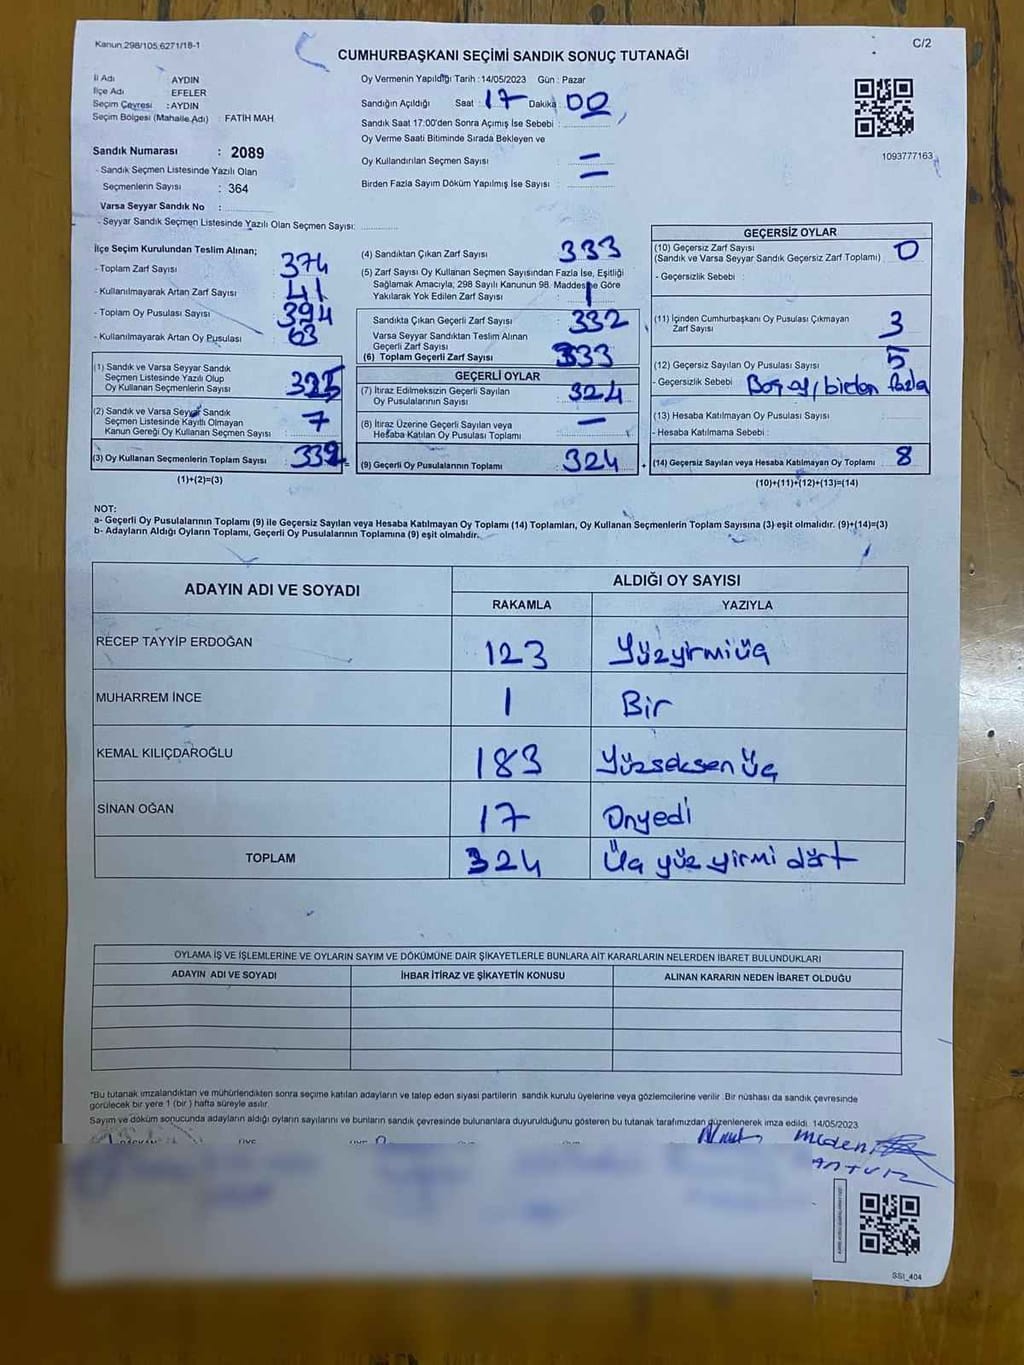 Kanun 298/105,6271/18-1
C/2
CUMHURBAŞKANI SEÇİMİ SANDIK SONUÇ TUTANAĞI
İl Adı AYDIN
İlçe Adı EFELER
Seçim Çevresi : AYDIN
Seçim Bölgesi (Mahalle Adı) : FATİH MAH.
Oy Vermenin Yapıldığı Tarih : 14/05/2023 Gün : Pazar
Sandığın Açıldığı Saat : 17 Dakika 00
Sandık Saat 17:00'den Sonra Açımış İse Sebebi :
Oy Verme Saati Bitiminde Sırada Bekleyen ve
Oy Kullandırılan Seçmen Sayısı =
Birden Fazla Sayım Döküm Yapılmış İse Sayısı : -
1093777163
Sandık Numarası : 2089
- Sandık Seçmen Listesinde Yazılı Olan
Seçmenlerin Sayısı : 364
Varsa Seyyar Sandık No :
- Seyyar Sandık Seçmen Listesinde Yazılı Olan Seçmen Sayısı:
İlçe Seçim Kurulundan Teslim Alınan;
- Toplam Zarf Sayısı 374
- Kullanılmayarak Artan Zarf Sayısı 41
- Toplam Oy Pusulası Sayısı 394
- Kullanılmayarak Artan Oy Pusulası 63
(1) Sandık ve Varsa Seyyar Sandık
Seçmen Listesinde Yazılı Olup
Oy Kullanan Seçmenlerin Sayısı 325
(2) Sandık ve Varsa Seyyar Sandık
Seçmen Listesinde Kayıtlı Olmayan
Kanun Gereği Oy Kullanan Seçmen Sayısı 7
(3) Oy Kullanan Seçmenlerin Toplam Sayısı 332
(1)+(2)=(3)
(4) Sandıktan Çıkan Zarf Sayısı 333
(5) Zarf Sayısı Oy Kullanan Seçmen Sayısından Fazla İse, Eşitliği
Sağlamak Amacıyla, 298 Sayılı Kanunun 98. Maddesine Göre
Yakılarak Yok Edilen Zarf Sayısı 1
Sandıkta Çıkan Geçerli Zarf Sayısı 332
Varsa Seyyar Sandıktan Teslim Alınan
Geçerli Zarf Sayısı
(6) Toplam Geçerli Zarf Sayısı 333
GEÇERLİ OYLAR
(7) İtiraz Edilmeksizin Geçerli Sayılan
Oy Pusulalarının Sayısı 324
(8) İtiraz Üzerine Geçerli Sayılan veya
Hesaba Katılan Oy Pusulası Toplamı -
(9) Geçerli Oy Pusulalarının Toplamı 324
GEÇERSİZ OYLAR
(10) Geçersiz Zarf Sayısı
(Sandık ve Varsa Seyyar Sandık Geçersiz Zarf Toplamı) 0
- Geçersizlik Sebebi :
(11) İçinden Cumhurbaşkanı Oy Pusulası Çıkmayan
Zarf Sayısı 3
(12) Geçersiz Sayılan Oy Pusulası Sayısı 5
- Geçersizlik Sebebi Boş oy / birden fazla
(13) Hesaba Katılmayan Oy Pusulası Sayısı :
- Hesaba Katılmama Sebebi :
(14) Geçersiz Sayılan veya Hesaba Katılmayan Oy Toplamı 8
(10)+(11)+(12)+(13)=(14)
NOT:
a- Geçerli Oy Pusulalarının Toplamı (9) ile Geçersiz Sayılan veya Hesaba Katılmayan Oy Toplamı (14) Toplamları, Oy Kullanan Seçmenlerin Toplam Sayısına (3) eşit olmalıdır. (9)+(14)=(3)
b- Adayların Aldığı Oyların Toplamı, Geçerli Oy Pusulalarının Toplamına (9) eşit olmalıdır.
ADAYIN ADI VE SOYADI ALDIĞI OY SAYISI
RAKAMLA YAZIYLA
RECEP TAYYİP ERDOĞAN 123 Yüzyirmiüç
MUHARREM İNCE 1 Bir
KEMAL KILIÇDAROĞLU 183 Yüzseksen üç
SİNAN OĞAN 17 Onyedi
TOPLAM 324 Üç yüz yirmi dört
OYLAMA İŞ VE İŞLEMLERİNE VE OYLARIN SAYIM VE DÖKÜMÜNE DAİR ŞİKAYETLERLE BUNLARA AİT KARARLARIN NELERDEN İBARET BULUNDUKLARI
ADAYIN ADI VE SOYADI İHBAR İTİRAZ VE ŞİKAYETİN KONUSU ALINAN KARARIN NEDEN İBARET OLDUĞU
*Bu tutanak imzalandıktan ve mühürlendikten sonra seçime katılan adayların ve talep eden siyasi partilerin sandık kurulu üyelerine veya gözlemcilerine verilir. Bir nüshası da sandık çevresinde
görülecek bir yere 1 (bir) hafta süreyle asılır.
Sayım ve döküm sonucunda adayların aldığı oyların sayılarını ve bunların sandık çevresinde bulunanlara duyurulduğunu gösteren bu tutanak tarafımızdan düzenlenerek imza edildi. 14/05/2023
SSI_404